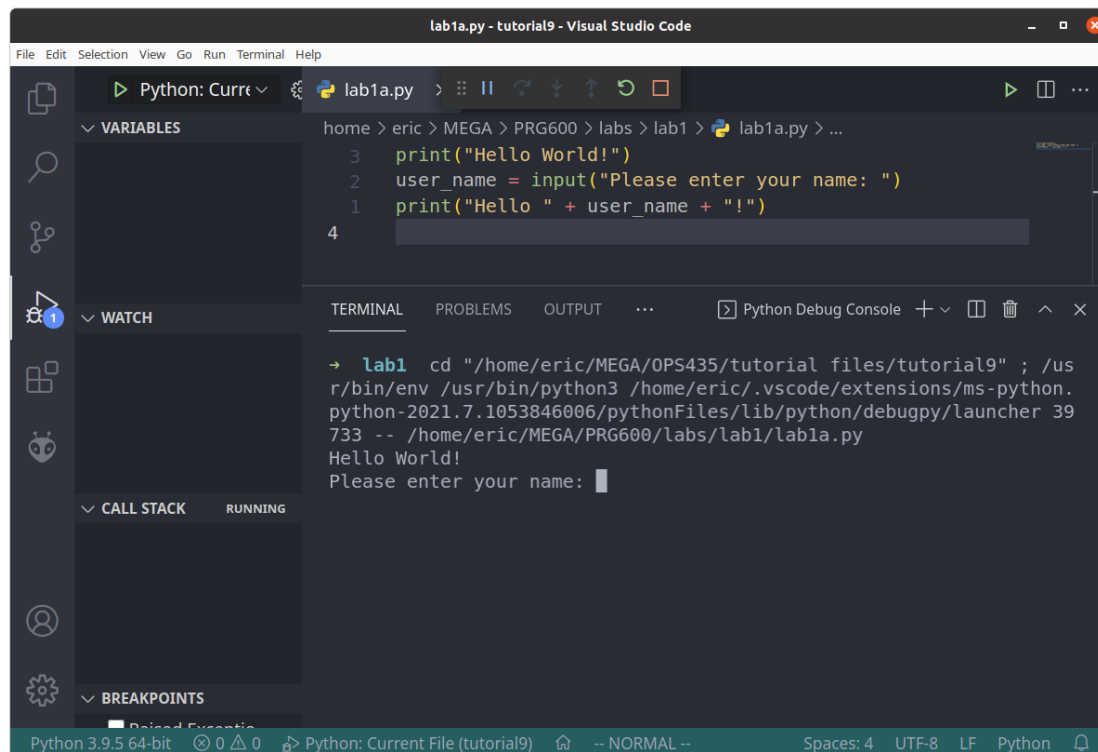 lab1a.py - tutorial9 - Visual Studio Code
File Edit Selection View Go Run Terminal Help
Python: Curre
lab1a.py
VARIABLES
home > eric > MEGA > PRG600 > labs > lab1 > lab1a.py > ...
3 print("Hello World!")
2 user_name = input("Please enter your name: ")
1 print("Hello " + user_name + "!")
4
1
WATCH
TERMINAL PROBLEMS OUTPUT ... Python Debug Console
→ lab1 cd "/home/eric/MEGA/OPS435/tutorial files/tutorial9" ; /us
r/bin/env /usr/bin/python3 /home/eric/.vscode/extensions/ms-python.
python-2021.7.1053846006/pythonFiles/lib/python/debugpy/launcher 39
733 -- /home/eric/MEGA/PRG600/labs/lab1/lab1a.py
Hello World!
Please enter your name:
CALL STACK RUNNING
BREAKPOINTS
Raised Exceptio
Python 3.9.5 64-bit 0 0 Python: Current File (tutorial9) -- NORMAL -- Spaces: 4 UTF-8 LF Python